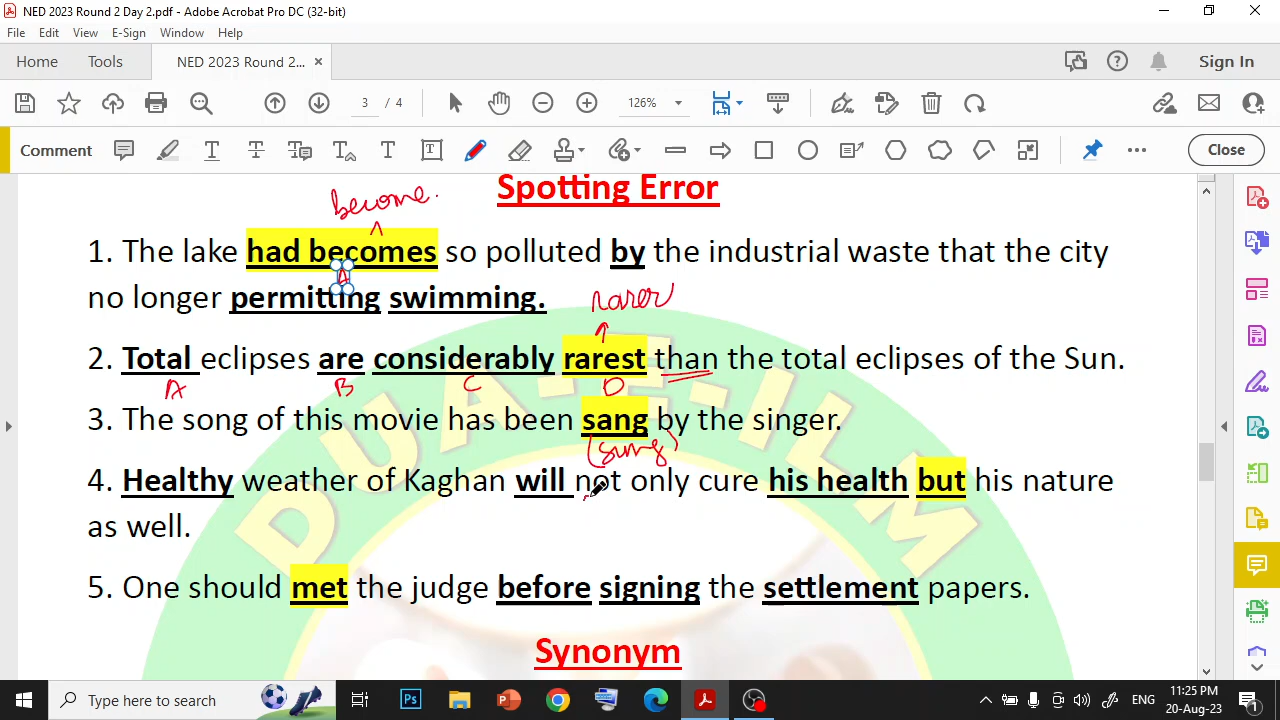 NED 2023 Round 2 Day 2.pdf - Adobe Acrobat Pro DC (32-bit)
File Edit View E-Sign Window Help
Home Tools NED 2023 Round 2... × Sign In
3 / 4 126%
Comment Close
Spotting Error
become.
1. The lake had becomes so polluted by the industrial waste that the city
A
no longer permitting swimming.
rarer
2. Total eclipses are considerably rarest than the total eclipses of the Sun.
A B C D
3. The song of this movie has been sang by the singer.
(sung)
4. Healthy weather of Kaghan will not only cure his health but his nature
as well.
5. One should met the judge before signing the settlement papers.
Synonym
DUA-E-ILM
Type here to search
ENG 11:25 PM
20-Aug-23
1